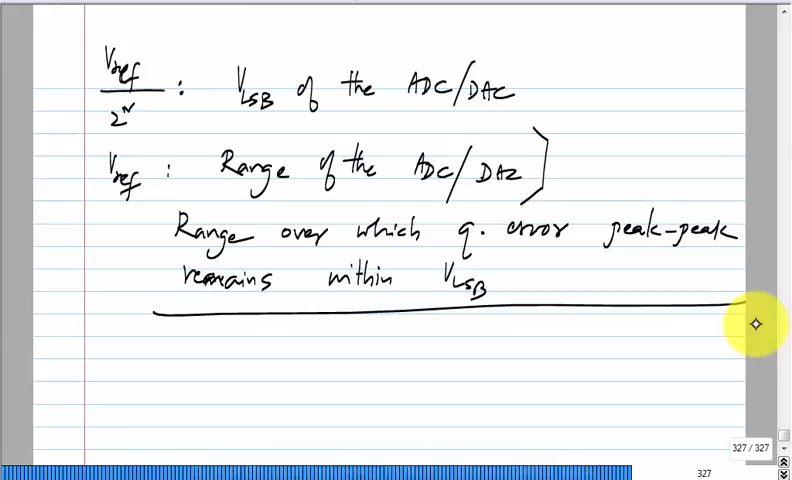 Vref / 2^N : VLSB of the ADC/DAC
Vref : Range of the ADC/DAC
Range over which q. error peak-peak
remains within VLSB
327 / 327
327